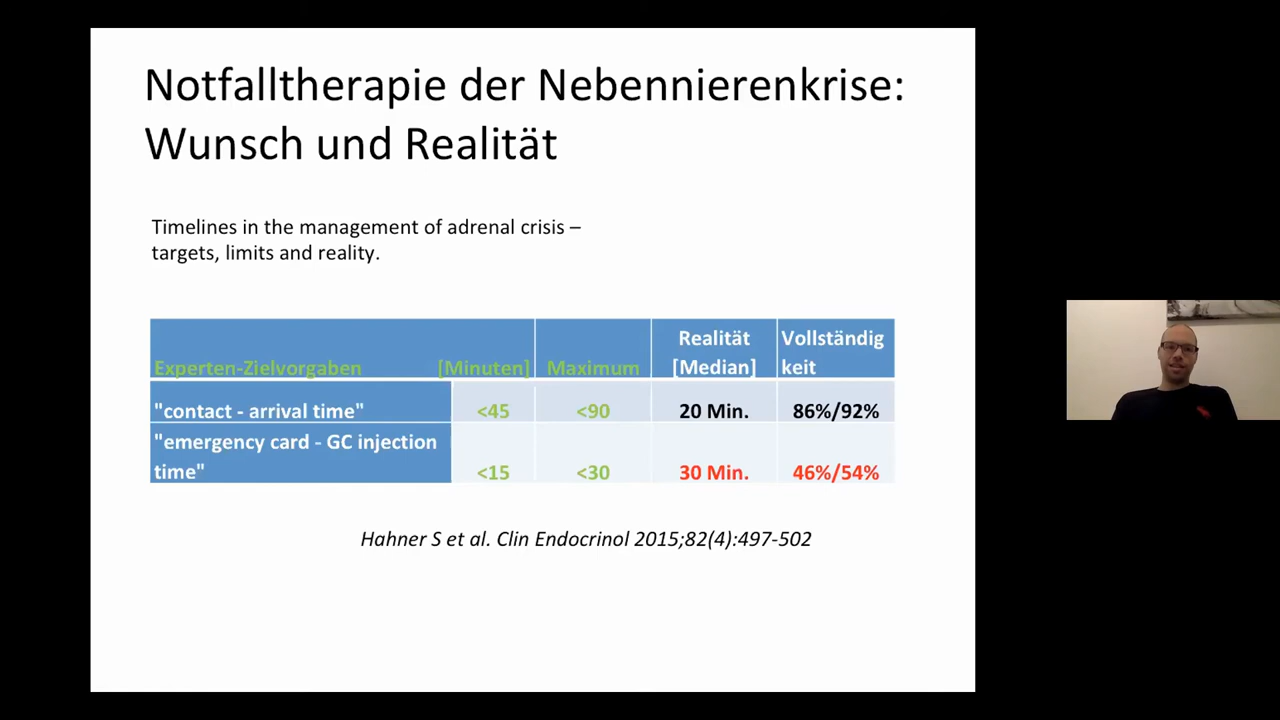 Notfalltherapie der Nebennierenkrise:
Wunsch und Realität
Timelines in the management of adrenal crisis –
targets, limits and reality.
Experten-Zielvorgaben [Minuten] Maximum Realität [Median] Vollständig keit
"contact - arrival time" <45 <90 20 Min. 86%/92%
"emergency card - GC injection time" <15 <30 30 Min. 46%/54%
Hahner S et al. Clin Endocrinol 2015;82(4):497-502